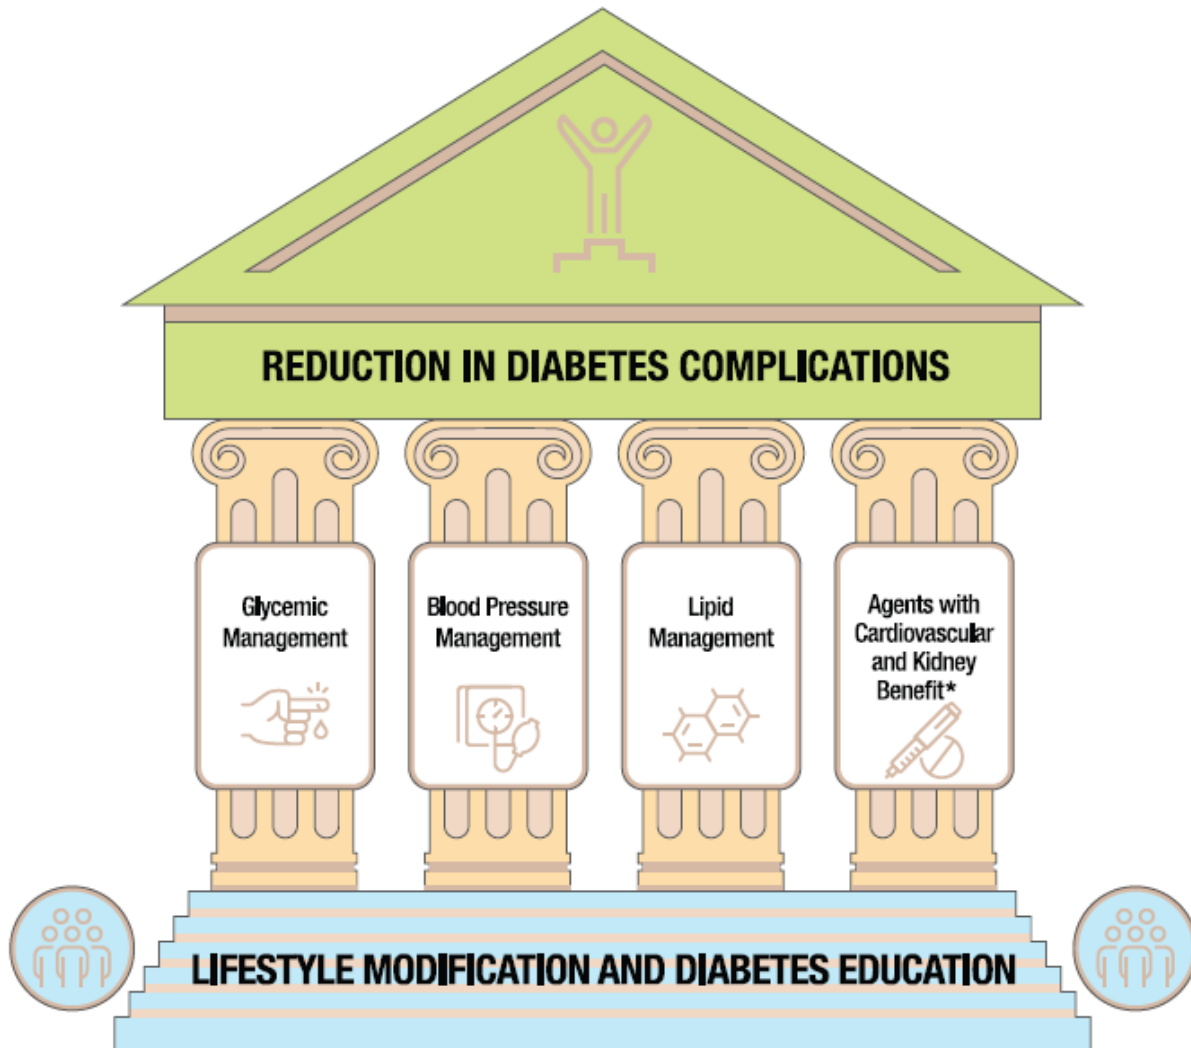 REDUCTION IN DIABETES COMPLICATIONS
Glycemic
Management
Blood Pressure
Management
Lipid
Management
Agents with
Cardiovascular
and Kidney
Benefit*
LIFESTYLE MODIFICATION AND DIABETES EDUCATION